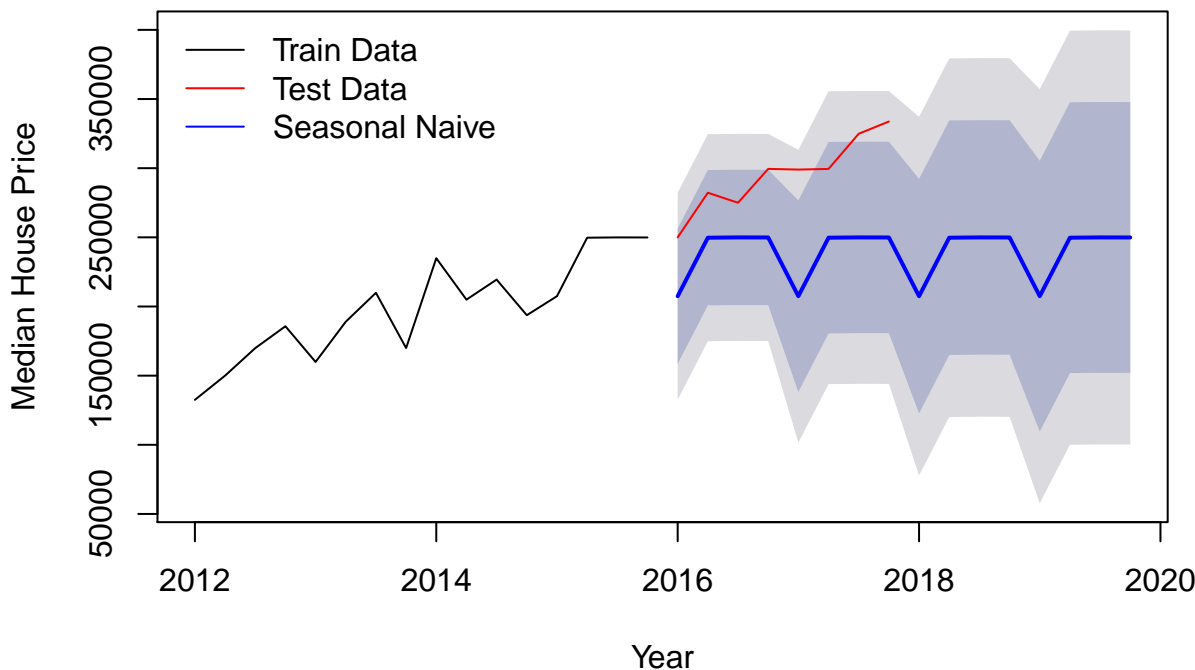 Train Data
Test Data
Seasonal Naive
Median House Price
350000
250000
150000
50000
2012 2014 2016 2018 2020
Year